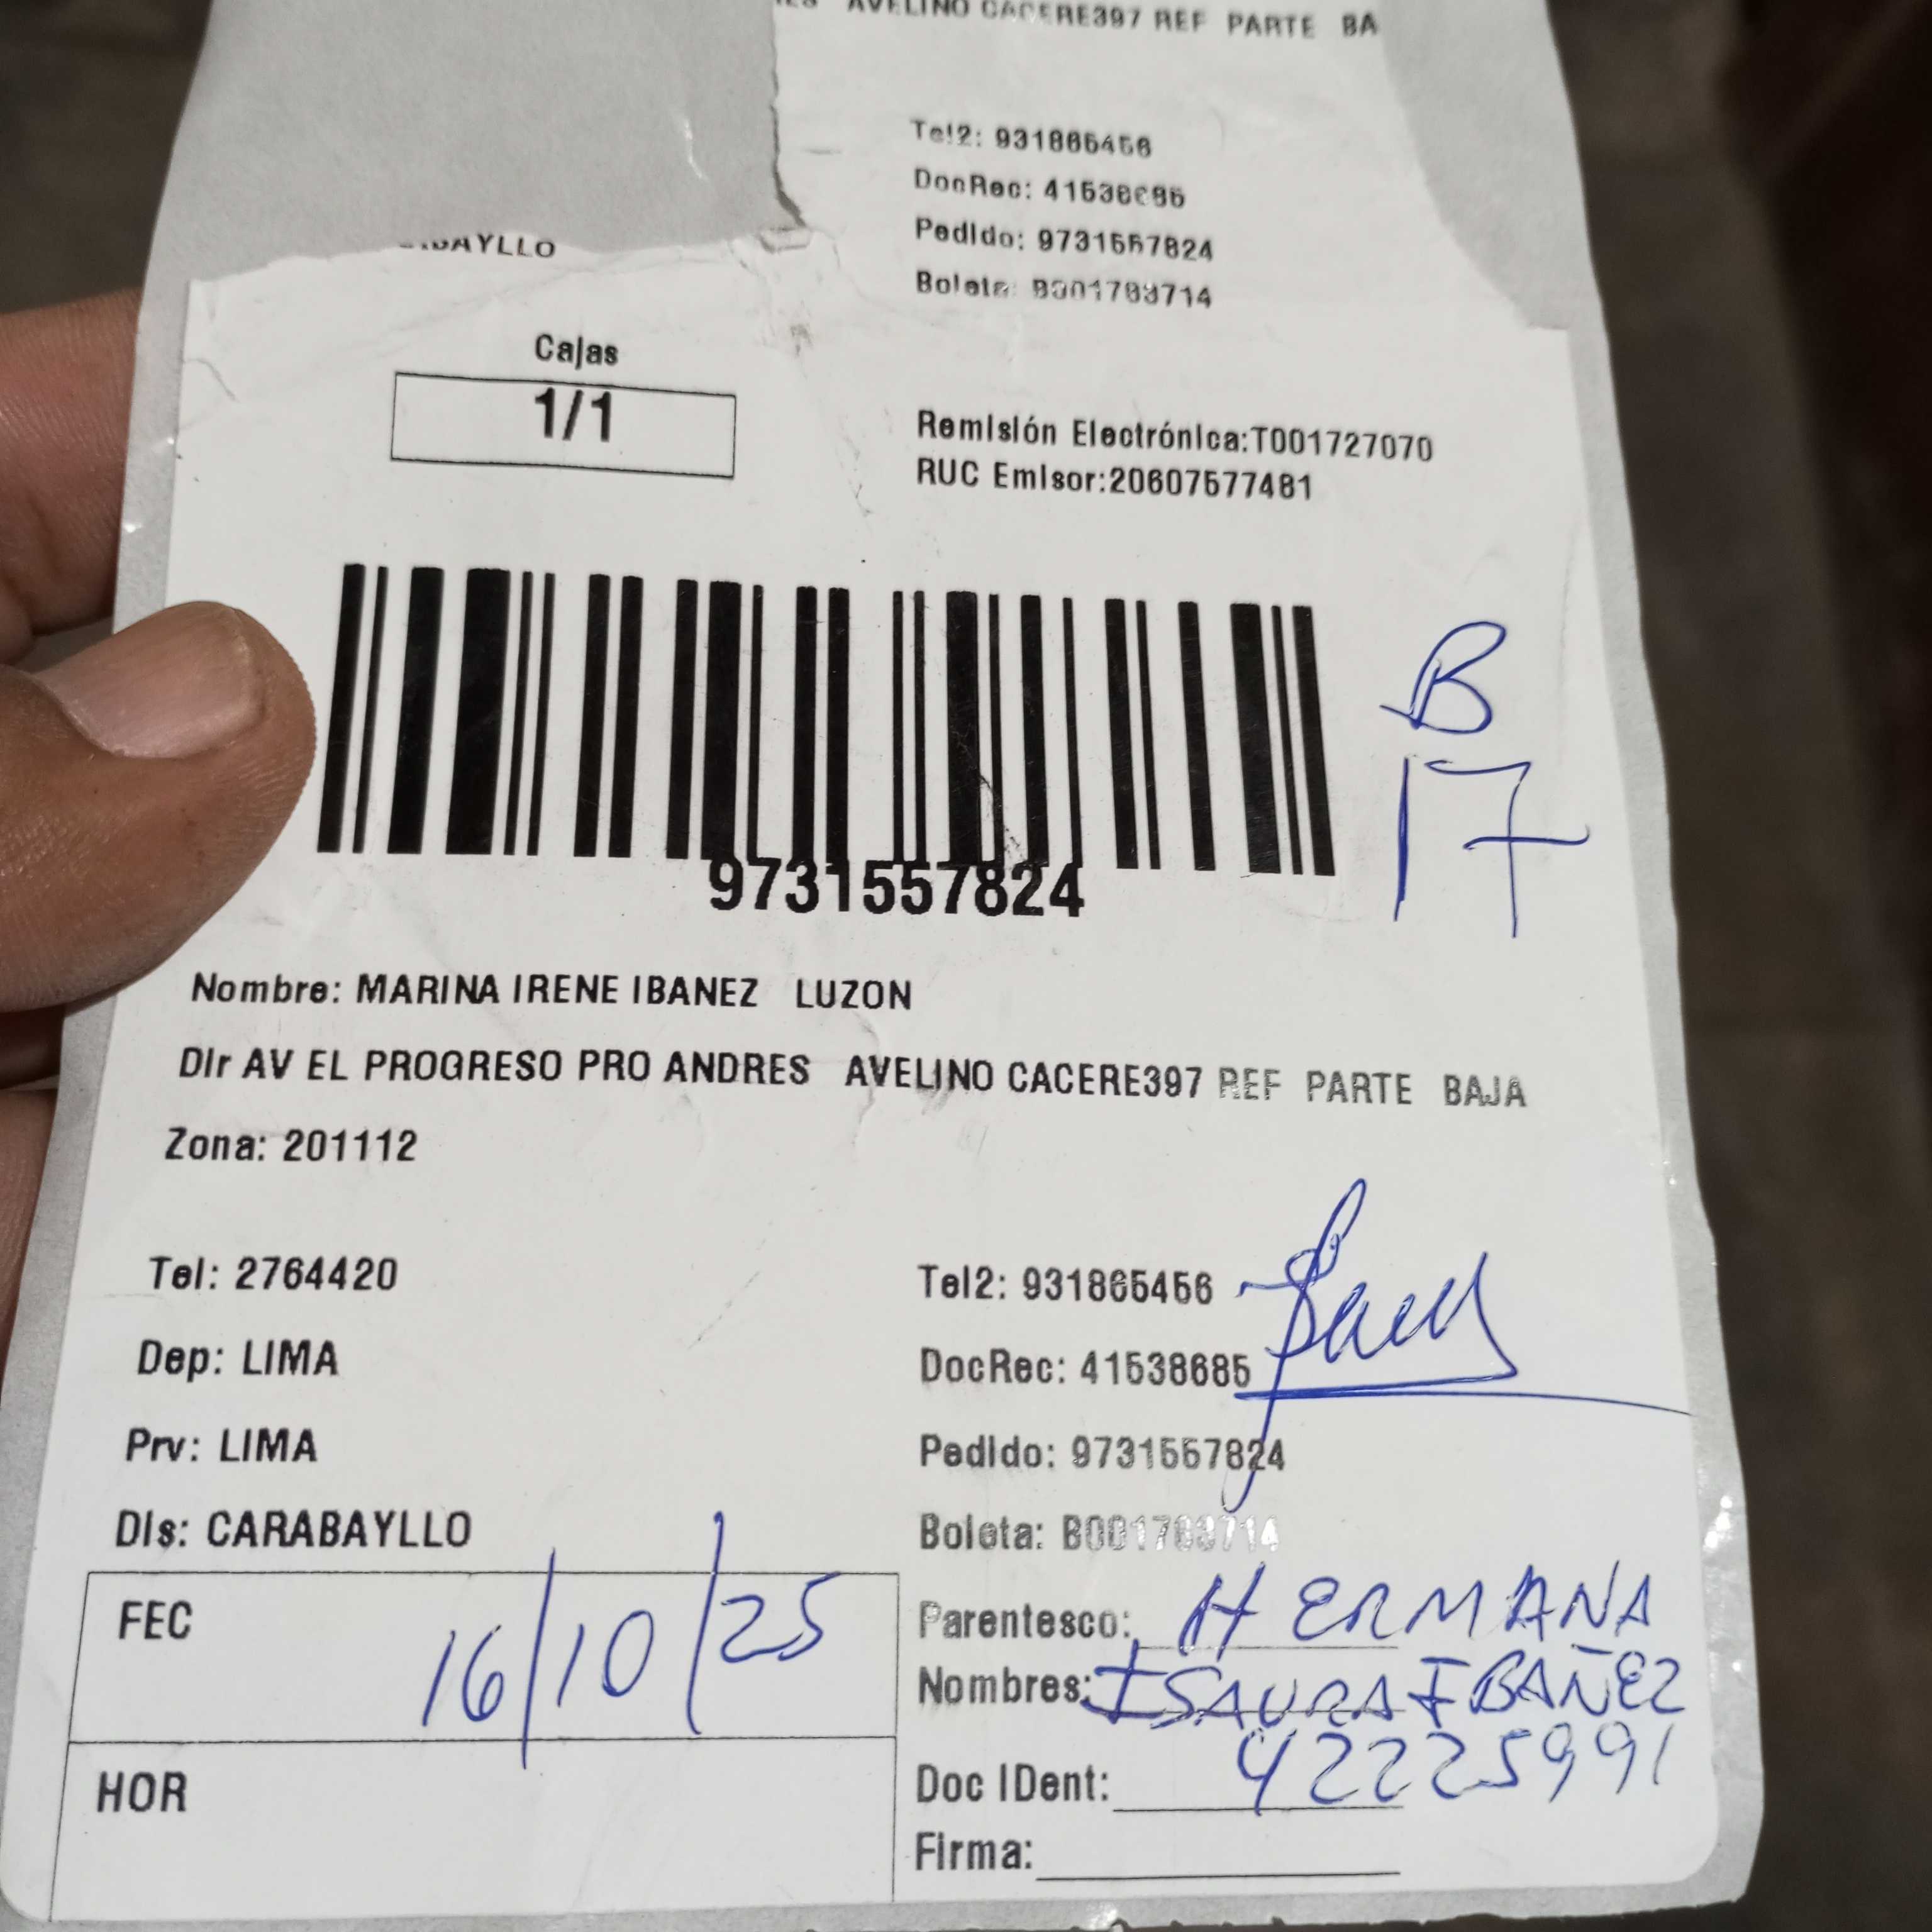 AVELINO CACERE397 REF PARTE BA
Tel2: 931865456
DocRec: 41538685
Pedido: 9731557824
Boleta: B001783714
BAYLLO
Cajas
1/1
Remisión Electrónica:T001727070
RUC Emisor:20607577481
B
17
9731557824
Nombre: MARINA IRENE IBANEZ LUZON
Dir AV EL PROGRESO PRO ANDRES AVELINO CACERE397 REF PARTE BAJA
Zona: 201112
Tel: 2764420
Tel2: 931865456
Dep: LIMA
DocRec: 41538685
Prv: LIMA
Pedido: 9731557824
Dis: CARABAYLLO
Boleta: B001783714
FEC 16/10/25
Parentesco: HERMANA
Nombres: ISAURA IBAÑEZ
HOR
Doc IDent: 42225991
Firma: